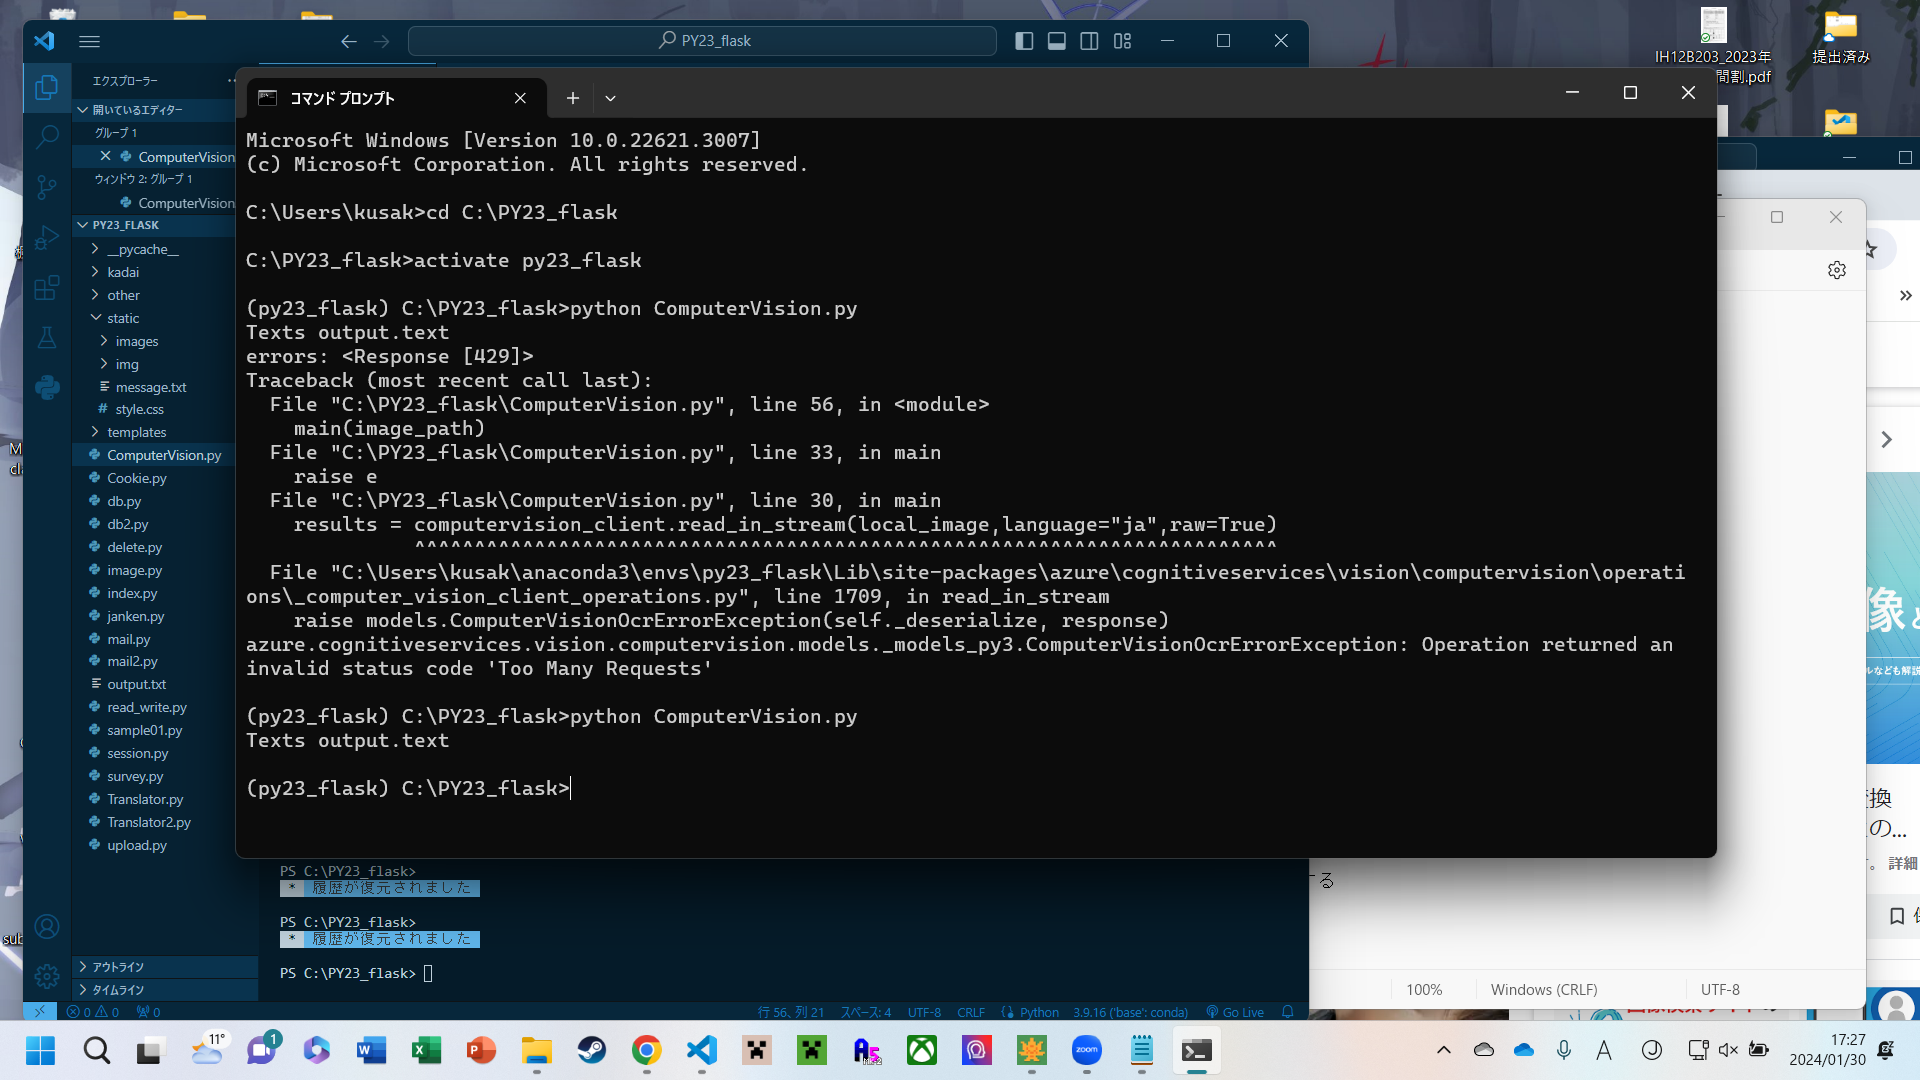 PY23_flask
エクスプローラー
開いているエディター
グループ 1
ComputerVision
ウィンドウ 2: グループ 1
ComputerVision
PY23_FLASK
__pycache__
kadai
other
static
images
img
message.txt
style.css
templates
ComputerVision.py
Cookie.py
db.py
db2.py
delete.py
image.py
index.py
janken.py
mail.py
mail2.py
output.txt
read_write.py
sample01.py
session.py
survey.py
Translator.py
Translator2.py
upload.py
アウトライン
タイムライン
コマンド プロンプト
Microsoft Windows [Version 10.0.22621.3007]
(c) Microsoft Corporation. All rights reserved.
C:\Users\kusak>cd C:\PY23_flask
C:\PY23_flask>activate py23_flask
(py23_flask) C:\PY23_flask>python ComputerVision.py
Texts output.text
errors: <Response [429]>
Traceback (most recent call last):
  File "C:\PY23_flask\ComputerVision.py", line 56, in <module>
    main(image_path)
  File "C:\PY23_flask\ComputerVision.py", line 33, in main
    raise e
  File "C:\PY23_flask\ComputerVision.py", line 30, in main
    results = computervision_client.read_in_stream(local_image,language="ja",raw=True)
              ^^^^^^^^^^^^^^^^^^^^^^^^^^^^^^^^^^^^^^^^^^^^^^^^^^^^^^^^^^^^^^^^^^^^^^^^
  File "C:\Users\kusak\anaconda3\envs\py23_flask\Lib\site-packages\azure\cognitiveservices\vision\computervision\operati
ons\_computer_vision_client_operations.py", line 1709, in read_in_stream
    raise models.ComputerVisionOcrErrorException(self._deserialize, response)
azure.cognitiveservices.vision.computervision.models._models_py3.ComputerVisionOcrErrorException: Operation returned an
invalid status code 'Too Many Requests'
(py23_flask) C:\PY23_flask>python ComputerVision.py
Texts output.text
(py23_flask) C:\PY23_flask>
PS C:\PY23_flask>
* 履歴が復元されました
PS C:\PY23_flask>
* 履歴が復元されました
PS C:\PY23_flask>
0 0 0
行 56、列 21 スペース: 4 UTF-8 CRLF Python 3.9.16 ('base': conda) Go Live
IH12B203_2023年
間割.pdf
提出済み
像
換
の...
詳細
する
100% Windows (CRLF) UTF-8
sub
11°
1
17:27
2024/01/30